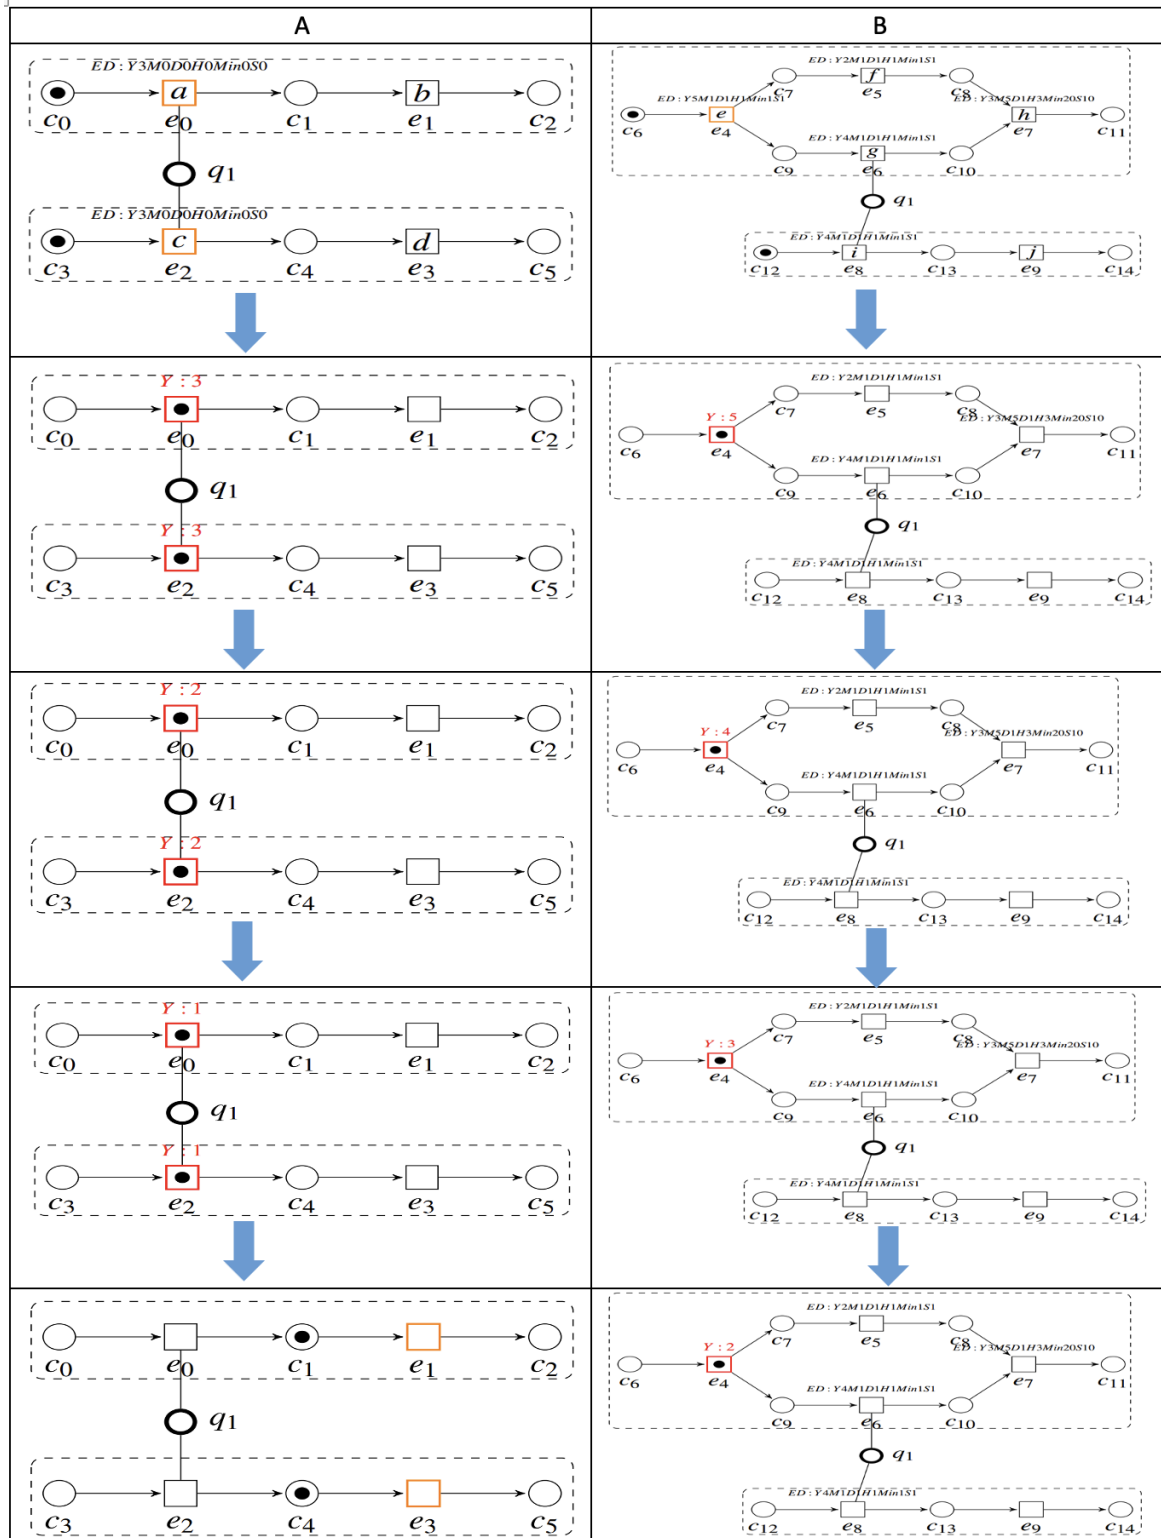 A B
ED : Y3M0D0H0Min0S0
a b
c0 e0 c1 e1 c2
q1
ED : Y3M0D0H0Min0S0
c d
c3 e2 c4 e3 c5
ED : Y2M1D1H1Min1S1
f
c7 e5 c8
ED : Y5M1D1H1Min1S1 ED : Y3M5D1H3Min20S10
e h
c6 e4 e7 c11
ED : Y4M1D1H1Min1S1
g
c9 e6 c10
q1
ED : Y4M1D1H1Min1S1
i j
c12 e8 c13 e9 c14
Y : 3
c0 e0 c1 e1 c2
q1
Y : 3
c3 e2 c4 e3 c5
ED : Y2M1D1H1Min1S1
c7 e5 c8
Y : 5 ED : Y3M5D1H3Min20S10
c6 e4 e7 c11
ED : Y4M1D1H1Min1S1
c9 e6 c10
q1
ED : Y4M1D1H1Min1S1
c12 e8 c13 e9 c14
Y : 2
c0 e0 c1 e1 c2
q1
Y : 2
c3 e2 c4 e3 c5
ED : Y2M1D1H1Min1S1
c7 e5 c8
Y : 4 ED : Y3M5D1H3Min20S10
c6 e4 e7 c11
ED : Y4M1D1H1Min1S1
c9 e6 c10
q1
ED : Y4M1D1H1Min1S1
c12 e8 c13 e9 c14
Y : 1
c0 e0 c1 e1 c2
q1
Y : 1
c3 e2 c4 e3 c5
ED : Y2M1D1H1Min1S1
c7 e5 c8
Y : 3 ED : Y3M5D1H3Min20S10
c6 e4 e7 c11
ED : Y4M1D1H1Min1S1
c9 e6 c10
q1
ED : Y4M1D1H1Min1S1
c12 e8 c13 e9 c14
c0 e0 c1 e1 c2
q1
c3 e2 c4 e3 c5
ED : Y2M1D1H1Min1S1
c7 e5 c8
Y : 2 ED : Y3M5D1H3Min20S10
c6 e4 e7 c11
ED : Y4M1D1H1Min1S1
c9 e6 c10
q1
ED : Y4M1D1H1Min1S1
c12 e8 c13 e9 c14